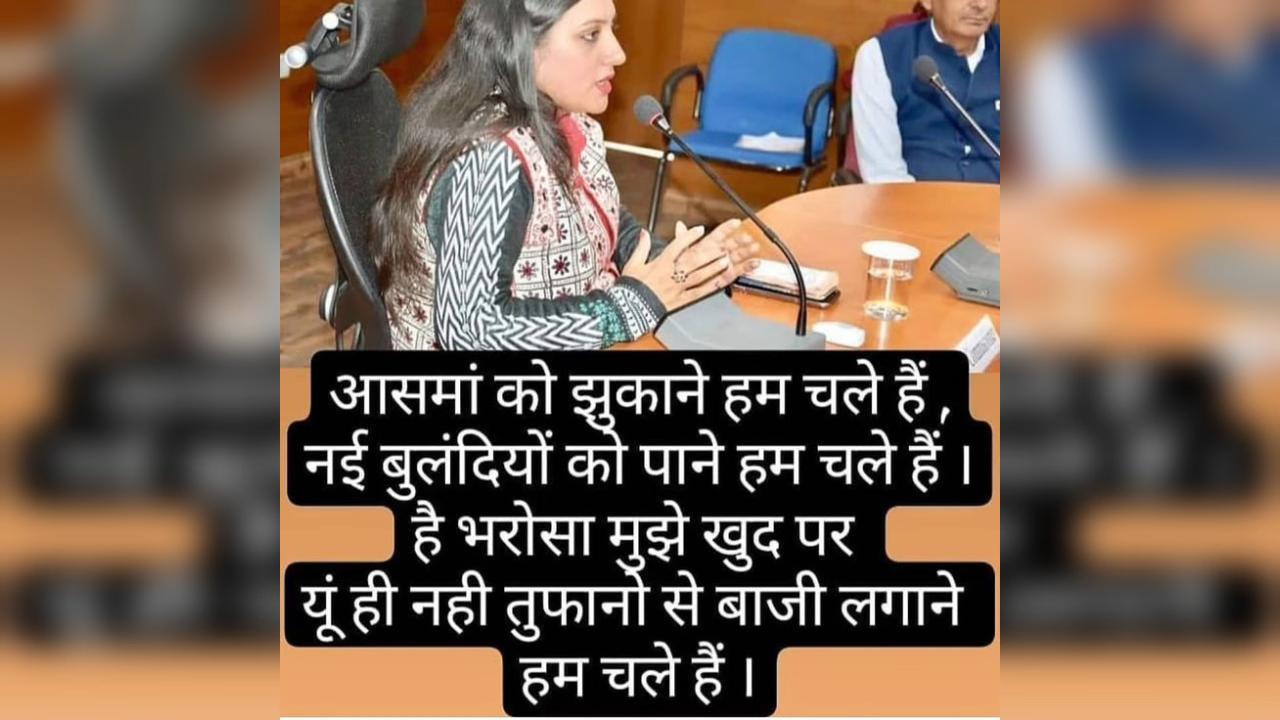 आसमां को झुकाने हम चले हैं ,
नई बुलंदियों को पाने हम चले हैं ।
है भरोसा मुझे खुद पर
यूं ही नही तुफानो से बाजी लगाने
हम चले हैं ।